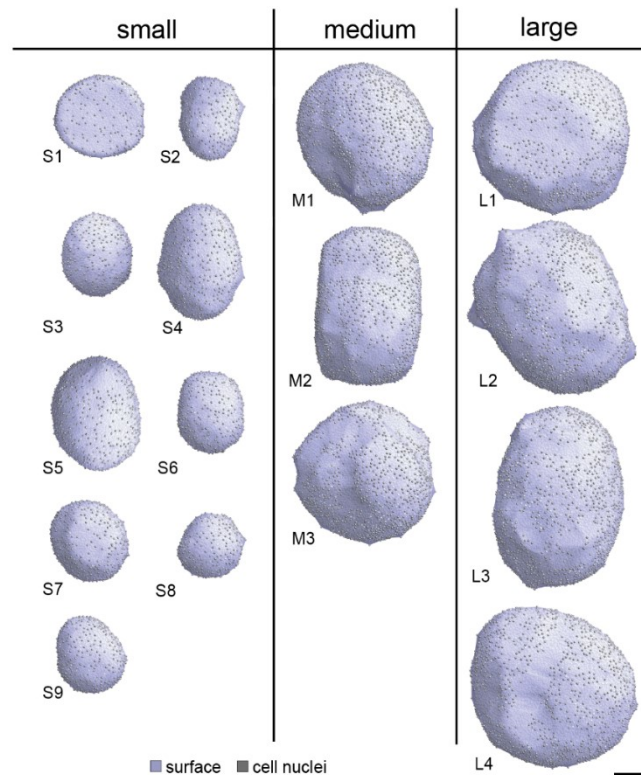 small medium large
S1 S2 M1 L1
S3 S4 M2 L2
S5 S6
S7 S8 M3 L3
S9
L4
surface cell nuclei